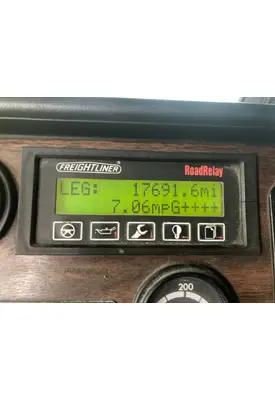 FREIGHTLINER
RoadRelay
LEG: 17691.6mi
7.06mpG++++
200